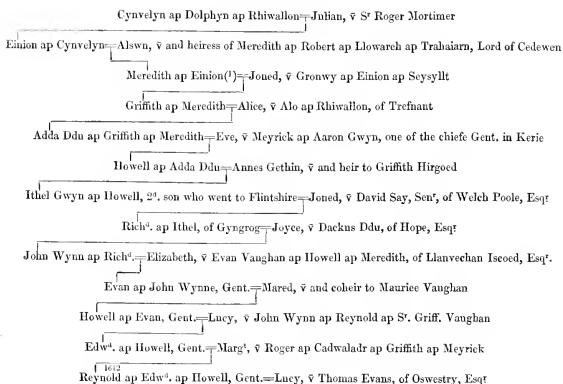 Cynvelyn ap Dolphyn ap Rhiwallon=Julian, v̄ Sʳ Roger Mortimer
Einion ap Cynvelyn=Alswn, v̄ and heiress of Meredith ap Robert ap Llowarch ap Trahaiarn, Lord of Cedewen
Meredith ap Einion(¹)=Joned, v̄ Gronwy ap Einion ap Seysyllt
Griffith ap Meredith=Alice, v̄ Alo ap Rhiwallon, of Trefnant
Adda Ddu ap Griffith ap Meredith=Eve, v̄ Meyrick ap Aaron Gwyn, one of the chiefe Gent. in Kerie
Howell ap Adda Ddu=Annes Gethin, v̄ and heir to Griffith Hirgoed
Ithel Gwyn ap Howell, 2ᵈ. son who went to Flintshire=Joned, v̄ David Say, Senʳ, of Welch Poole, Esqʳ
Richᵈ. ap Ithel, of Gyngrog=Joyce, v̄ Dackus Ddu, of Hope, Esqʳ
John Wynn ap Richᵈ.=Elizabeth, v̄ Evan Vaughan ap Howell ap Meredith, of Llanvechan Iscoed, Esqʳ.
Evan ap John Wynne, Gent.=Mared, v̄ and coheir to Maurice Vaughan
Howell ap Evan, Gent.=Lucy, v̄ John Wynn ap Reynold ap Sʳ. Griff. Vaughan
Edwᵈ. ap Howell, Gent.=Margᵗ, v̄ Roger ap Cadwaladr ap Griffith ap Meyrick
1612
Reynold ap Edwᵈ. ap Howell, Gent.=Lucy, v̄ Thomas Evans, of Oswestry, Esqʳ